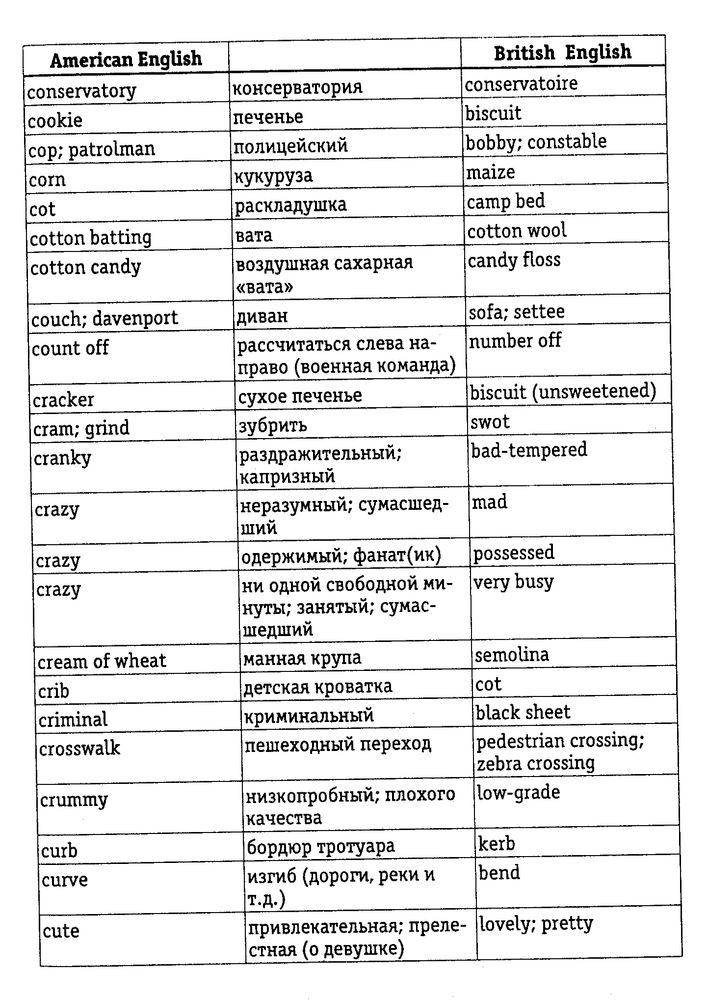 American English British English
conservatory консерватория conservatoire
cookie печенье biscuit
cop; patrolman полицейский bobby; constable
corn кукуруза maize
cot раскладушка camp bed
cotton batting вата cotton wool
cotton candy воздушная сахарная candy floss
«вата»
couch; davenport диван sofa; settee
count off рассчитаться слева на- number off
право (военная команда)
cracker сухое печенье biscuit (unsweetened)
cram; grind зубрить swot
cranky раздражительный; bad-tempered
капризный
crazy неразумный; сумасшед- mad
ший
crazy одержимый; фанат(ик) possessed
crazy ни одной свободной ми- very busy
нуты; занятый; сумас-
шедший
cream of wheat манная крупа semolina
crib детская кроватка cot
criminal криминальный black sheet
crosswalk пешеходный переход pedestrian crossing;
zebra crossing
crummy низкопробный; плохого low-grade
качества
curb бордюр тротуара kerb
curve изгиб (дороги, реки и bend
т.д.)
cute привлекательная; преле- lovely; pretty
стная (о девушке)